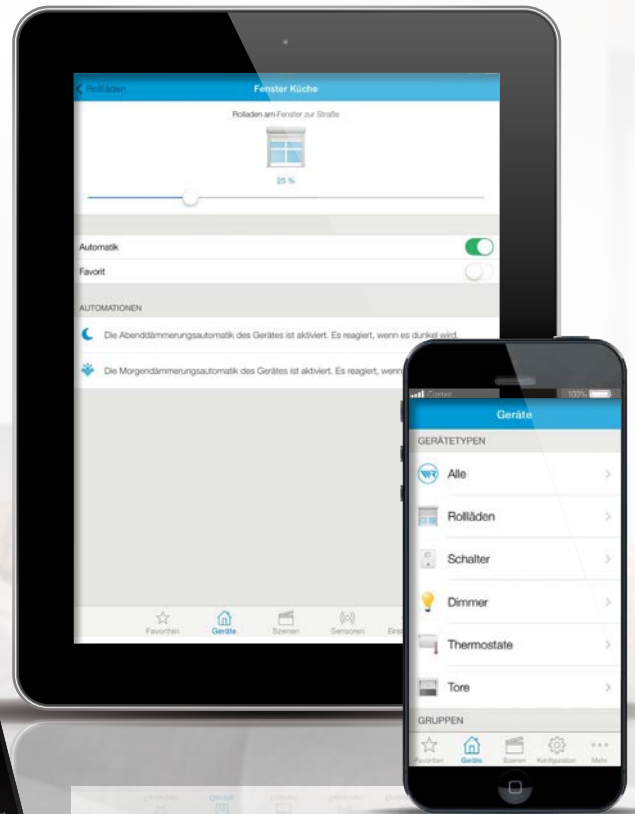 Rollläden
Fenster Küche
Rolladen am Fenster zur Straße
25 %
Automatik
Favorit
AUTOMATIONEN
Die Abenddämmerungsautomatik des Gerätes ist aktiviert. Es reagiert, wenn es dunkel wird.
Die Morgendämmerungsautomatik des Gerätes ist aktiviert. Es reagiert, wenn
Favoriten
Geräte
Szenen
Sensoren
100%
Geräte
GERÄTETYPEN
WR
Alle
Rollläden
Schalter
Dimmer
Thermostate
Tore
GRUPPEN
Favoriten
Geräte
Szenen
Konfiguration
Mehr